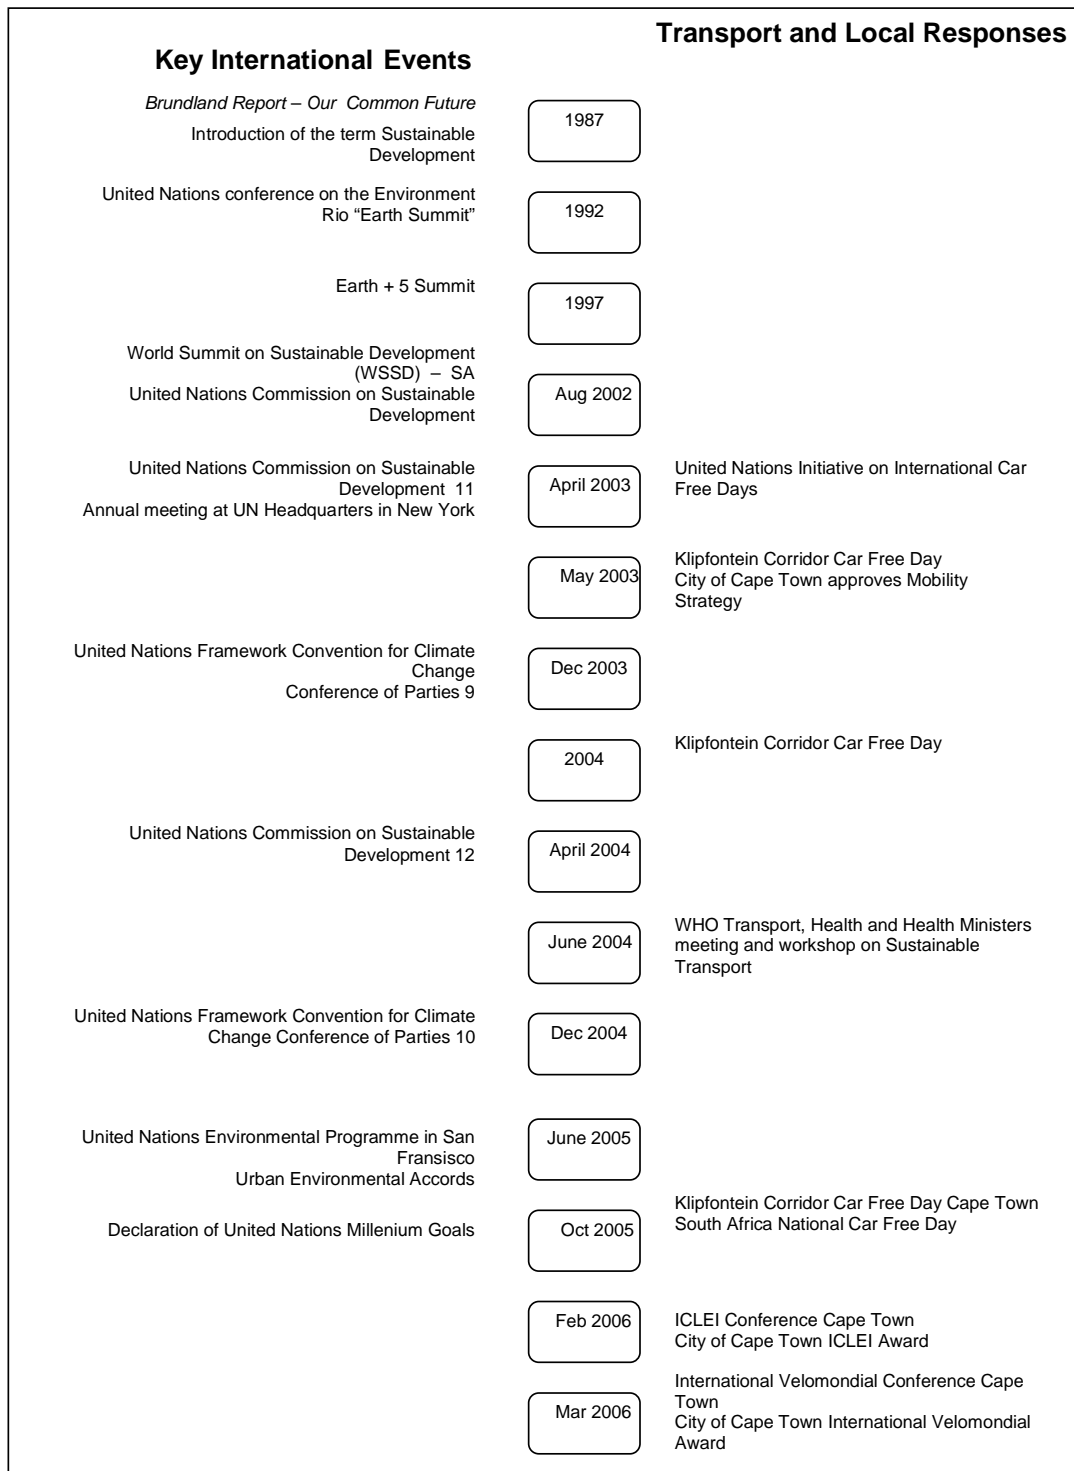 Transport and Local Responses
Key International Events
Brundland Report – Our Common Future
Introduction of the term Sustainable
Development
1987
United Nations conference on the Environment
Rio “Earth Summit”
1992
Earth + 5 Summit
1997
World Summit on Sustainable Development
(WSSD) – SA
United Nations Commission on Sustainable
Development
Aug 2002
United Nations Commission on Sustainable
Development 11
Annual meeting at UN Headquarters in New York
April 2003
United Nations Initiative on International Car
Free Days
May 2003
Klipfontein Corridor Car Free Day
City of Cape Town approves Mobility
Strategy
United Nations Framework Convention for Climate
Change
Conference of Parties 9
Dec 2003
2004
Klipfontein Corridor Car Free Day
United Nations Commission on Sustainable
Development 12
April 2004
June 2004
WHO Transport, Health and Health Ministers
meeting and workshop on Sustainable
Transport
United Nations Framework Convention for Climate
Change Conference of Parties 10
Dec 2004
United Nations Environmental Programme in San
Fransisco
Urban Environmental Accords
June 2005
Declaration of United Nations Millenium Goals
Oct 2005
Klipfontein Corridor Car Free Day Cape Town
South Africa National Car Free Day
Feb 2006
ICLEI Conference Cape Town
City of Cape Town ICLEI Award
Mar 2006
International Velomondial Conference Cape
Town
City of Cape Town International Velomondial
Award